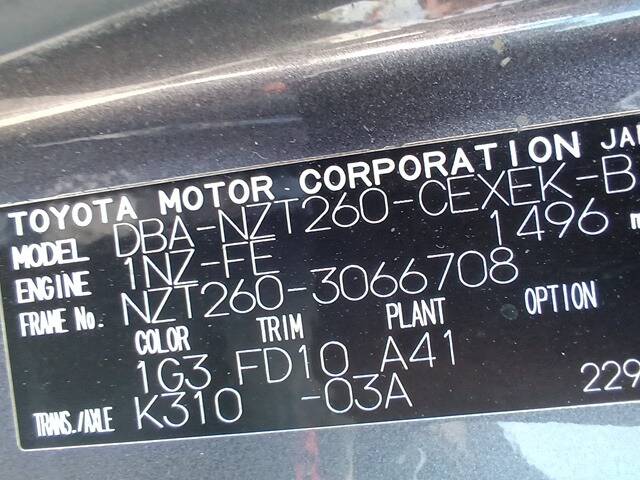 TOYOTA MOTOR CORPORATION JA
MODEL DBA-NZT260-CEXEK-B
ENGINE 1NZ-FE 1496
FRAME No. NZT260-3066708
COLOR TRIM PLANT OPTION
1G3 FD10 A41
TRANS./AXLE K310 -03A 229